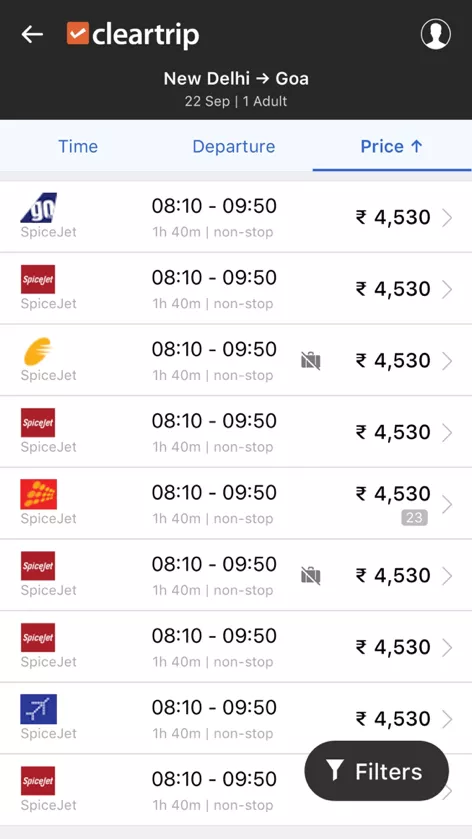 cleartrip
New Delhi → Goa
22 Sep | 1 Adult
Time Departure Price ↑
GO
08:10 - 09:50
₹ 4,530
SpiceJet
1h 40m | non-stop
SpiceJet
08:10 - 09:50
₹ 4,530
SpiceJet
1h 40m | non-stop
08:10 - 09:50
₹ 4,530
SpiceJet
1h 40m | non-stop
SpiceJet
08:10 - 09:50
₹ 4,530
SpiceJet
1h 40m | non-stop
08:10 - 09:50
₹ 4,530
SpiceJet
1h 40m | non-stop
23
SpiceJet
08:10 - 09:50
₹ 4,530
SpiceJet
1h 40m | non-stop
SpiceJet
08:10 - 09:50
₹ 4,530
SpiceJet
1h 40m | non-stop
08:10 - 09:50
₹ 4,530
SpiceJet
1h 40m | non-stop
SpiceJet
08:10 - 09:50
Filters
SpiceJet
1h 40m | non-stop